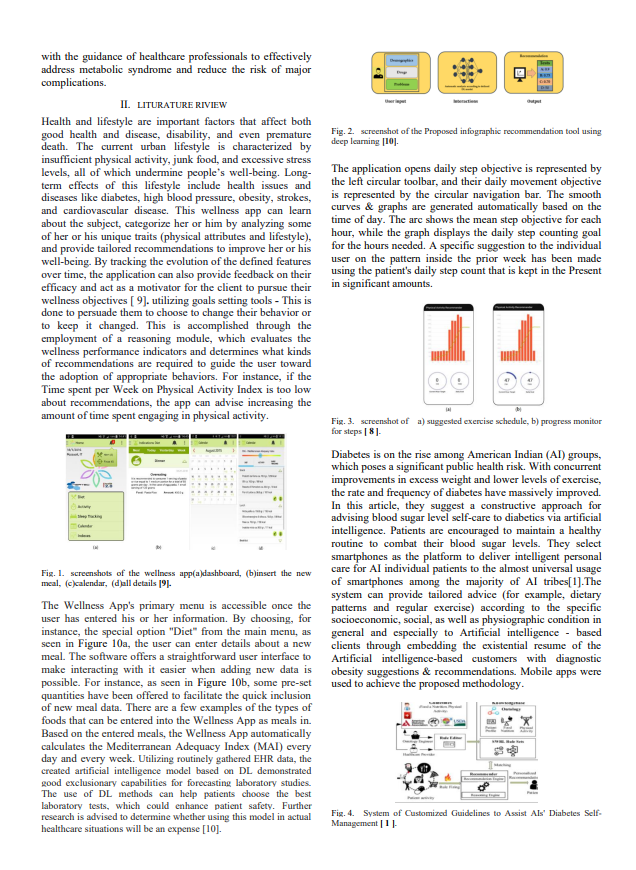 with the guidance of healthcare professionals to effectively
address metabolic syndrome and reduce the risk of major
complications.
II. LITURATURE RIVIEW
Health and lifestyle are important factors that affect both
good health and disease, disability, and even premature
death. The current urban lifestyle is characterized by
insufficient physical activity, junk food, and excessive stress
levels, all of which undermine people's well-being. Long-
term effects of this lifestyle include health issues and
diseases like diabetes, high blood pressure, obesity, strokes,
and cardiovascular disease. This wellness app can learn
about the subject, categorize her or him by analyzing some
of her or his unique traits (physical attributes and lifestyle),
and provide tailored recommendations to improve her or his
well-being. By tracking the evolution of the defined features
over time, the application can also provide feedback on their
efficacy and act as a motivator for the client to pursue their
wellness objectives [ 9]. utilizing goals setting tools - This is
done to persuade them to choose to change their behavior or
to keep it changed. This is accomplished through the
employment of a reasoning module, which evaluates the
wellness performance indicators and determines what kinds
of recommendations are required to guide the user toward
the adoption of appropriate behaviors. For instance, if the
Time spent per Week on Physical Activity Index is too low
about recommendations, the app can advise increasing the
amount of time spent engaging in physical activity.
Diet
Activity
Sleep Tracking
Calendar
Indexes
(a)
(b)
c
d
Fig. 1. screenshots of the wellness app(a)dashboard, (b)insert the new
meal, (c)calendar, (d)all details [9].
The Wellness App's primary menu is accessible once the
user has entered his or her information. By choosing, for
instance, the special option "Diet" from the main menu, as
seen in Figure 10a, the user can enter details about a new
meal. The software offers a straightforward user interface to
make interacting with it easier when adding new data is
possible. For instance, as seen in Figure 10b, some pre-set
quantities have been offered to facilitate the quick inclusion
of new meal data. There are a few examples of the types of
foods that can be entered into the Wellness App as meals in.
Based on the entered meals, the Wellness App automatically
calculates the Mediterranean Adequacy Index (MAI) every
day and every week. Utilizing routinely gathered EHR data, the
created artificial intelligence model based on DL demonstrated
good exclusionary capabilities for forecasting laboratory studies.
The use of DL methods can help patients choose the best
laboratory tests, which could enhance patient safety. Further
research is advised to determine whether using this model in actual
healthcare situations will be an expense [10].
Demographics
Drugs
Problems
Recommendation
Tests
User input
Interactions
Output
Fig. 2. screenshot of the Proposed infographic recommendation tool using
deep learning [10].
The application opens daily step objective is represented by
the left circular toolbar, and their daily movement objective
is represented by the circular navigation bar. The smooth
curves & graphs are generated automatically based on the
time of day. The arc shows the mean step objective for each
hour, while the graph displays the daily step counting goal
for the hours needed. A specific suggestion to the individual
user on the pattern inside the prior week has been made
using the patient's daily step count that is kept in the Present
in significant amounts.
0 0
47 47
(a)
(b)
Fig. 3. screenshot of a) suggested exercise schedule, b) progress monitor
for steps [ 8 ].
Diabetes is on the rise among American Indian (AI) groups,
which poses a significant public health risk. With concurrent
improvements in excess weight and lower levels of exercise,
the rate and frequency of diabetes have massively improved.
In this article, they suggest a constructive approach for
advising blood sugar level self-care to diabetics via artificial
intelligence. Patients are encouraged to maintain a healthy
routine to combat their blood sugar levels. They select
smartphones as the platform to deliver intelligent personal
care for AI individual patients to the almost universal usage
of smartphones among the majority of AI tribes[1].The
system can provide tailored advice (for example, dietary
patterns and regular exercise) according to the specific
socioeconomic, social, as well as physiographic condition in
general and especially to Artificial intelligence - based
clients through embedding the existential resume of the
Artificial intelligence-based customers with diagnostic
obesity suggestions & recommendations. Mobile apps were
used to achieve the proposed methodology.
Ontology
Rule Editor
SWRL Rule Sets
Matching
Rule Firing
Recommender
Recommendation Engine
Reasoning Engine
Personalized
Patient
Patient activity
Fig. 4. System of Customized Guidelines to Assist AIs' Diabetes Self-
Management [ 1 ].